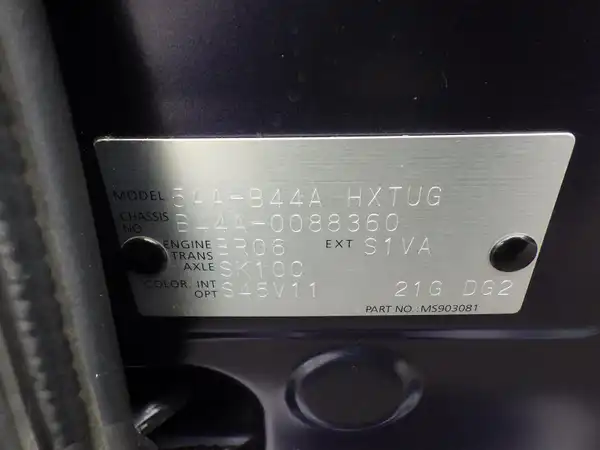 MODEL 5AA-B44A HXTUG
CHASSIS NO B44A-0088360
ENGINE BR06 EXT S1VA
TRANS AXLE SK10C
COLOR, INT OPT S45V11 21G DG2
PART NO.:MS903081